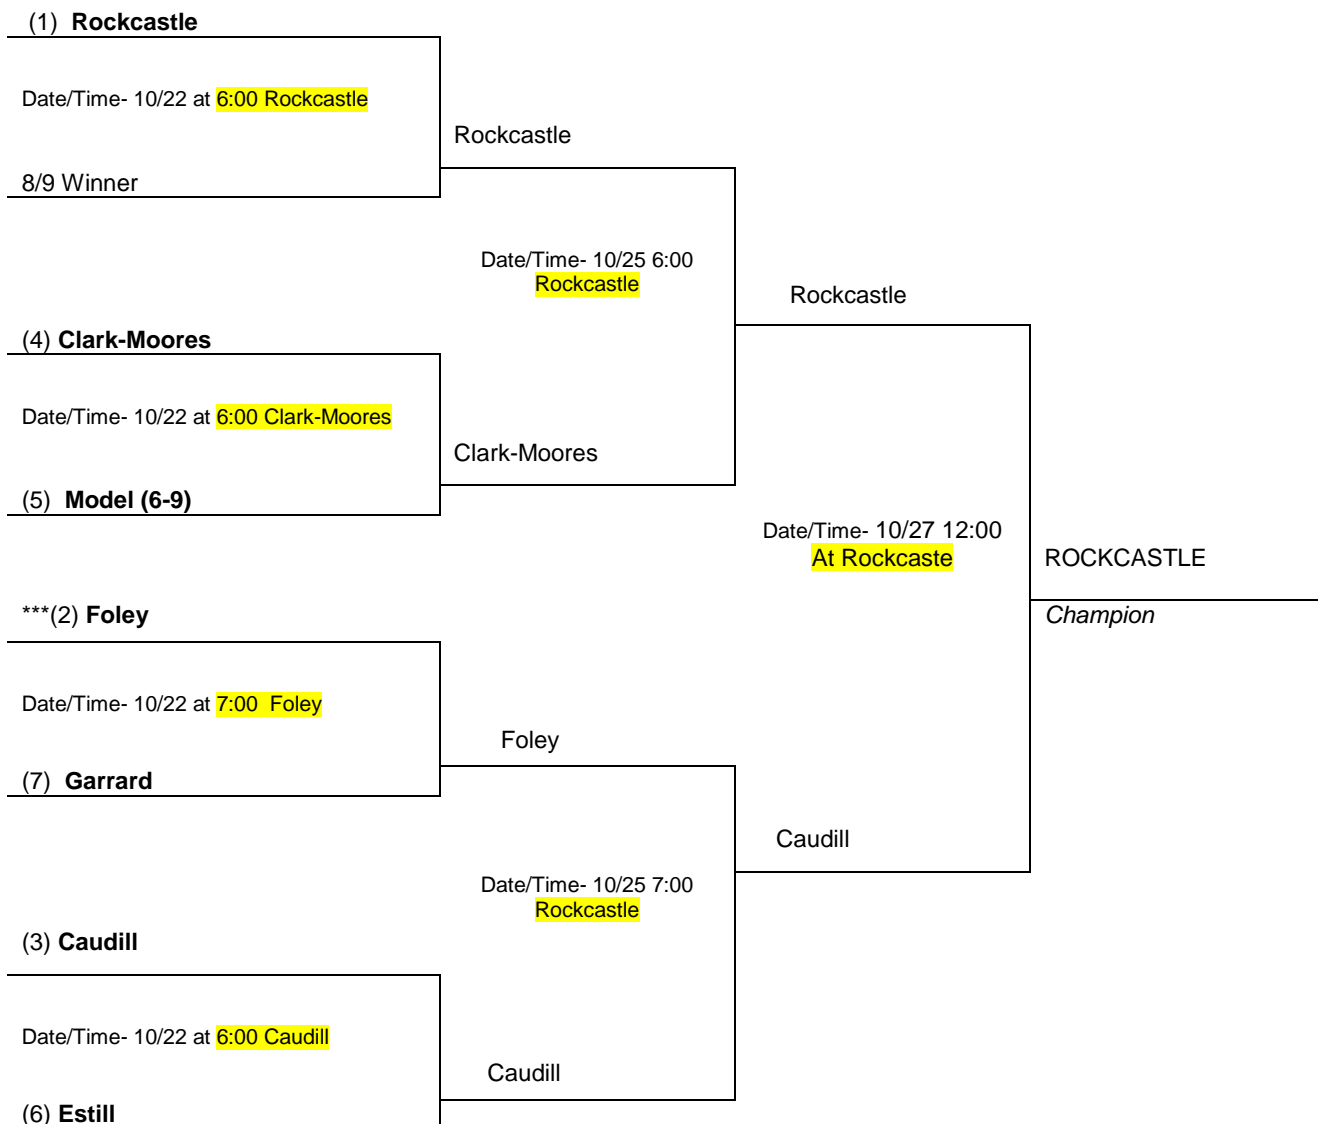 (1) Rockcastle
Date/Time- 10/22 at 6:00 Rockcastle
Rockcastle
8/9 Winner
Date/Time- 10/25 6:00
Rockcastle
Rockcastle
(4) Clark-Moores
Date/Time- 10/22 at 6:00 Clark-Moores
Clark-Moores
(5) Model (6-9)
Date/Time- 10/27 12:00
At Rockcaste
ROCKCASTLE
Champion
***(2) Foley
Date/Time- 10/22 at 7:00 Foley
Foley
(7) Garrard
Caudill
Date/Time- 10/25 7:00
Rockcastle
(3) Caudill
Date/Time- 10/22 at 6:00 Caudill
Caudill
(6) Estill